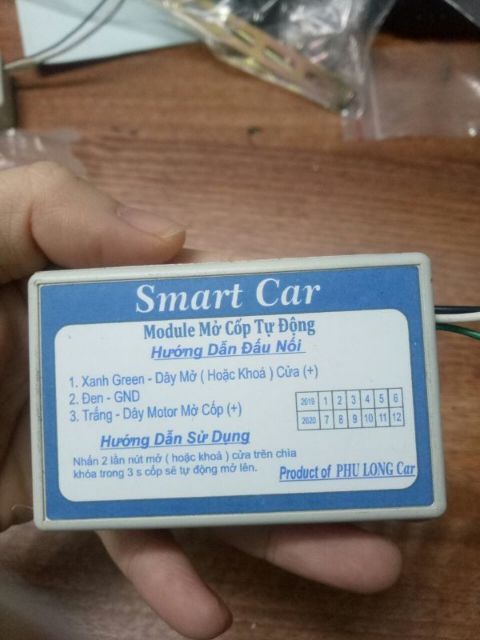 Smart Car
Module Mở Cốp Tự Động
Hướng Dẫn Đấu Nối
1. Xanh Green - Dây Mở ( Hoặc Khoá ) Cửa (+)
2. Đen - GND
3. Trắng - Dây Motor Mở Cốp (+)
2019 1 2 3 4 5 6
2020 7 8 9 10 11 12
Hướng Dẫn Sử Dụng
Nhấn 2 lần nút mở ( hoặc khoá ) cửa trên chìa
khóa trong 3 s cốp sẽ tự động mở lên.
Product of PHU LONG Car